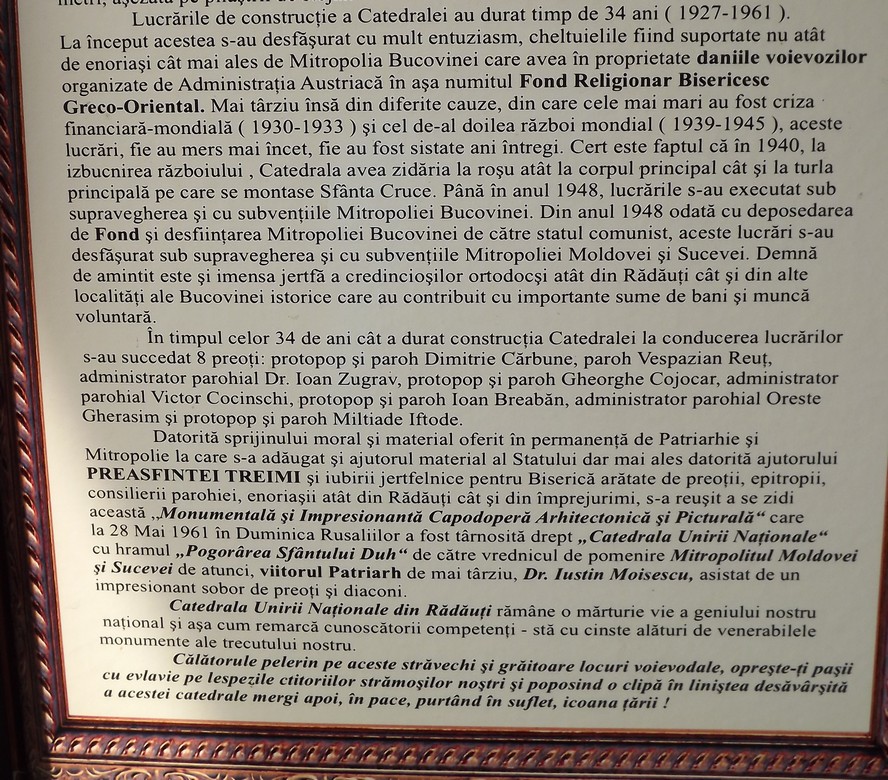 Lucrările de construcție a Catedralei au durat timp de 34 ani ( 1927-1961 ).
La început acestea s-au desfășurat cu mult entuziasm, cheltuielile fiind suportate nu atât
de enoriași cât mai ales de Mitropolia Bucovinei care avea în proprietate daniile voievozilor
organizate de Administrația Austriacă în așa numitul Fond Religionar Bisericesc
Greco-Oriental. Mai târziu însă din diferite cauze, din care cele mai mari au fost criza
financiară-mondială ( 1930-1933 ) și cel de-al doilea război mondial ( 1939-1945 ), aceste
lucrări, fie au mers mai încet, fie au fost sistate ani întregi. Cert este faptul că în 1940, la
izbucnirea războiului , Catedrala avea zidăria la roșu atât la corpul principal cât și la turla
principală pe care se montase Sfânta Cruce. Până în anul 1948, lucrările s-au executat sub
supravegherea și cu subvențiile Mitropoliei Bucovinei. Din anul 1948 odată cu deposedarea
de Fond și desființarea Mitropoliei Bucovinei de către statul comunist, aceste lucrări s-au
desfășurat sub supravegherea și cu subvențiile Mitropoliei Moldovei și Sucevei. Demnă
de amintit este și imensa jertfă a credincioșilor ortodocși atât din Rădăuți cât și din alte
localități ale Bucovinei istorice care au contribuit cu importante sume de bani și muncă
voluntară.
În timpul celor 34 de ani cât a durat construcția Catedralei la conducerea lucrărilor
s-au succedat 8 preoți: protopop și paroh Dimitrie Cărbune, paroh Vespazian Reuț,
administrator parohial Dr. Ioan Zugrav, protopop și paroh Gheorghe Cojocar, administrator
parohial Victor Cocinschi, protopop și paroh Ioan Breabăn, administrator parohial Oreste
Gherasim și protopop și paroh Miltiade Iftode.
Datorită sprijinului moral și material oferit în permanență de Patriarhie și
Mitropolie la care s-a adăugat și ajutorul material al Statului dar mai ales datorită ajutorului
PREASFINTEI TREIMI și iubirii jertfelnice pentru Biserică arătate de preoții, epitropii,
consilierii parohiei, enoriașii atât din Rădăuți cât și din împrejurimi, s-a reușit a se zidi
această „Monumentală și Impresionantă Capodoperă Arhitectonică și Picturală“ care
la 28 Mai 1961 în Duminica Rusaliilor a fost târnosită drept „Catedrala Unirii Naționale“
cu hramul „Pogorârea Sfântului Duh“ de către vrednicul de pomenire Mitropolitul Moldovei
și Sucevei de atunci, viitorul Patriarh de mai târziu, Dr. Iustin Moisescu, asistat de un
impresionant sobor de preoți și diaconi.
Catedrala Unirii Naționale din Rădăuți rămâne o mărturie vie a geniului nostru
național și așa cum remarcă cunoscătorii competenți - stă cu cinste alături de venerabilele
monumente ale trecutului nostru.
Călătorule pelerin pe aceste străvechi și grăitoare locuri voievodale, oprește-ți pașii
cu evlavie pe lespezile ctitoriilor strămoșilor noștri și poposind o clipă în liniștea desăvârșită
a acestei catedrale mergi apoi, în pace, purtând în suflet, icoana țării !